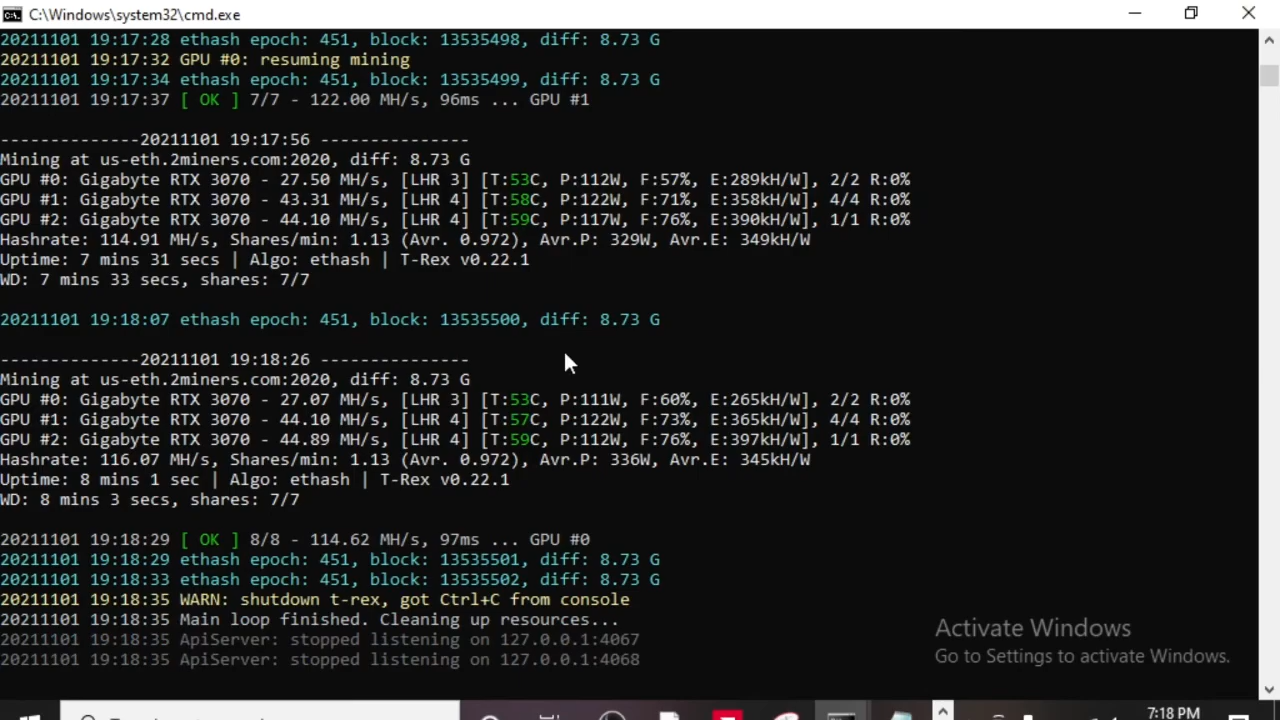 C:\Windows\system32\cmd.exe
20211101 19:17:28 ethash epoch: 451, block: 13535498, diff: 8.73 G
20211101 19:17:32 GPU #0: resuming mining
20211101 19:17:34 ethash epoch: 451, block: 13535499, diff: 8.73 G
20211101 19:17:37 [ OK ] 7/7 - 122.00 MH/s, 96ms ... GPU #1
--------------20211101 19:17:56 ---------------
Mining at us-eth.2miners.com:2020, diff: 8.73 G
GPU #0: Gigabyte RTX 3070 - 27.50 MH/s, [LHR 3] [T:53C, P:112W, F:57%, E:289kH/W], 2/2 R:0%
GPU #1: Gigabyte RTX 3070 - 43.31 MH/s, [LHR 4] [T:58C, P:122W, F:71%, E:358kH/W], 4/4 R:0%
GPU #2: Gigabyte RTX 3070 - 44.10 MH/s, [LHR 4] [T:59C, P:117W, F:76%, E:390kH/W], 1/1 R:0%
Hashrate: 114.91 MH/s, Shares/min: 1.13 (Avr. 0.972), Avr.P: 329W, Avr.E: 349kH/W
Uptime: 7 mins 31 secs | Algo: ethash | T-Rex v0.22.1
WD: 7 mins 33 secs, shares: 7/7
20211101 19:18:07 ethash epoch: 451, block: 13535500, diff: 8.73 G
--------------20211101 19:18:26 ---------------
Mining at us-eth.2miners.com:2020, diff: 8.73 G
GPU #0: Gigabyte RTX 3070 - 27.07 MH/s, [LHR 3] [T:53C, P:111W, F:60%, E:265kH/W], 2/2 R:0%
GPU #1: Gigabyte RTX 3070 - 44.10 MH/s, [LHR 4] [T:57C, P:122W, F:73%, E:365kH/W], 4/4 R:0%
GPU #2: Gigabyte RTX 3070 - 44.89 MH/s, [LHR 4] [T:59C, P:112W, F:76%, E:397kH/W], 1/1 R:0%
Hashrate: 116.07 MH/s, Shares/min: 1.13 (Avr. 0.972), Avr.P: 336W, Avr.E: 345kH/W
Uptime: 8 mins 1 sec | Algo: ethash | T-Rex v0.22.1
WD: 8 mins 3 secs, shares: 7/7
20211101 19:18:29 [ OK ] 8/8 - 114.62 MH/s, 97ms ... GPU #0
20211101 19:18:29 ethash epoch: 451, block: 13535501, diff: 8.73 G
20211101 19:18:33 ethash epoch: 451, block: 13535502, diff: 8.73 G
20211101 19:18:35 WARN: shutdown t-rex, got Ctrl+C from console
20211101 19:18:35 Main loop finished. Cleaning up resources...
20211101 19:18:35 ApiServer: stopped listening on 127.0.0.1:4067
20211101 19:18:35 ApiServer: stopped listening on 127.0.0.1:4068
Activate Windows
Go to Settings to activate Windows.
7:18 PM